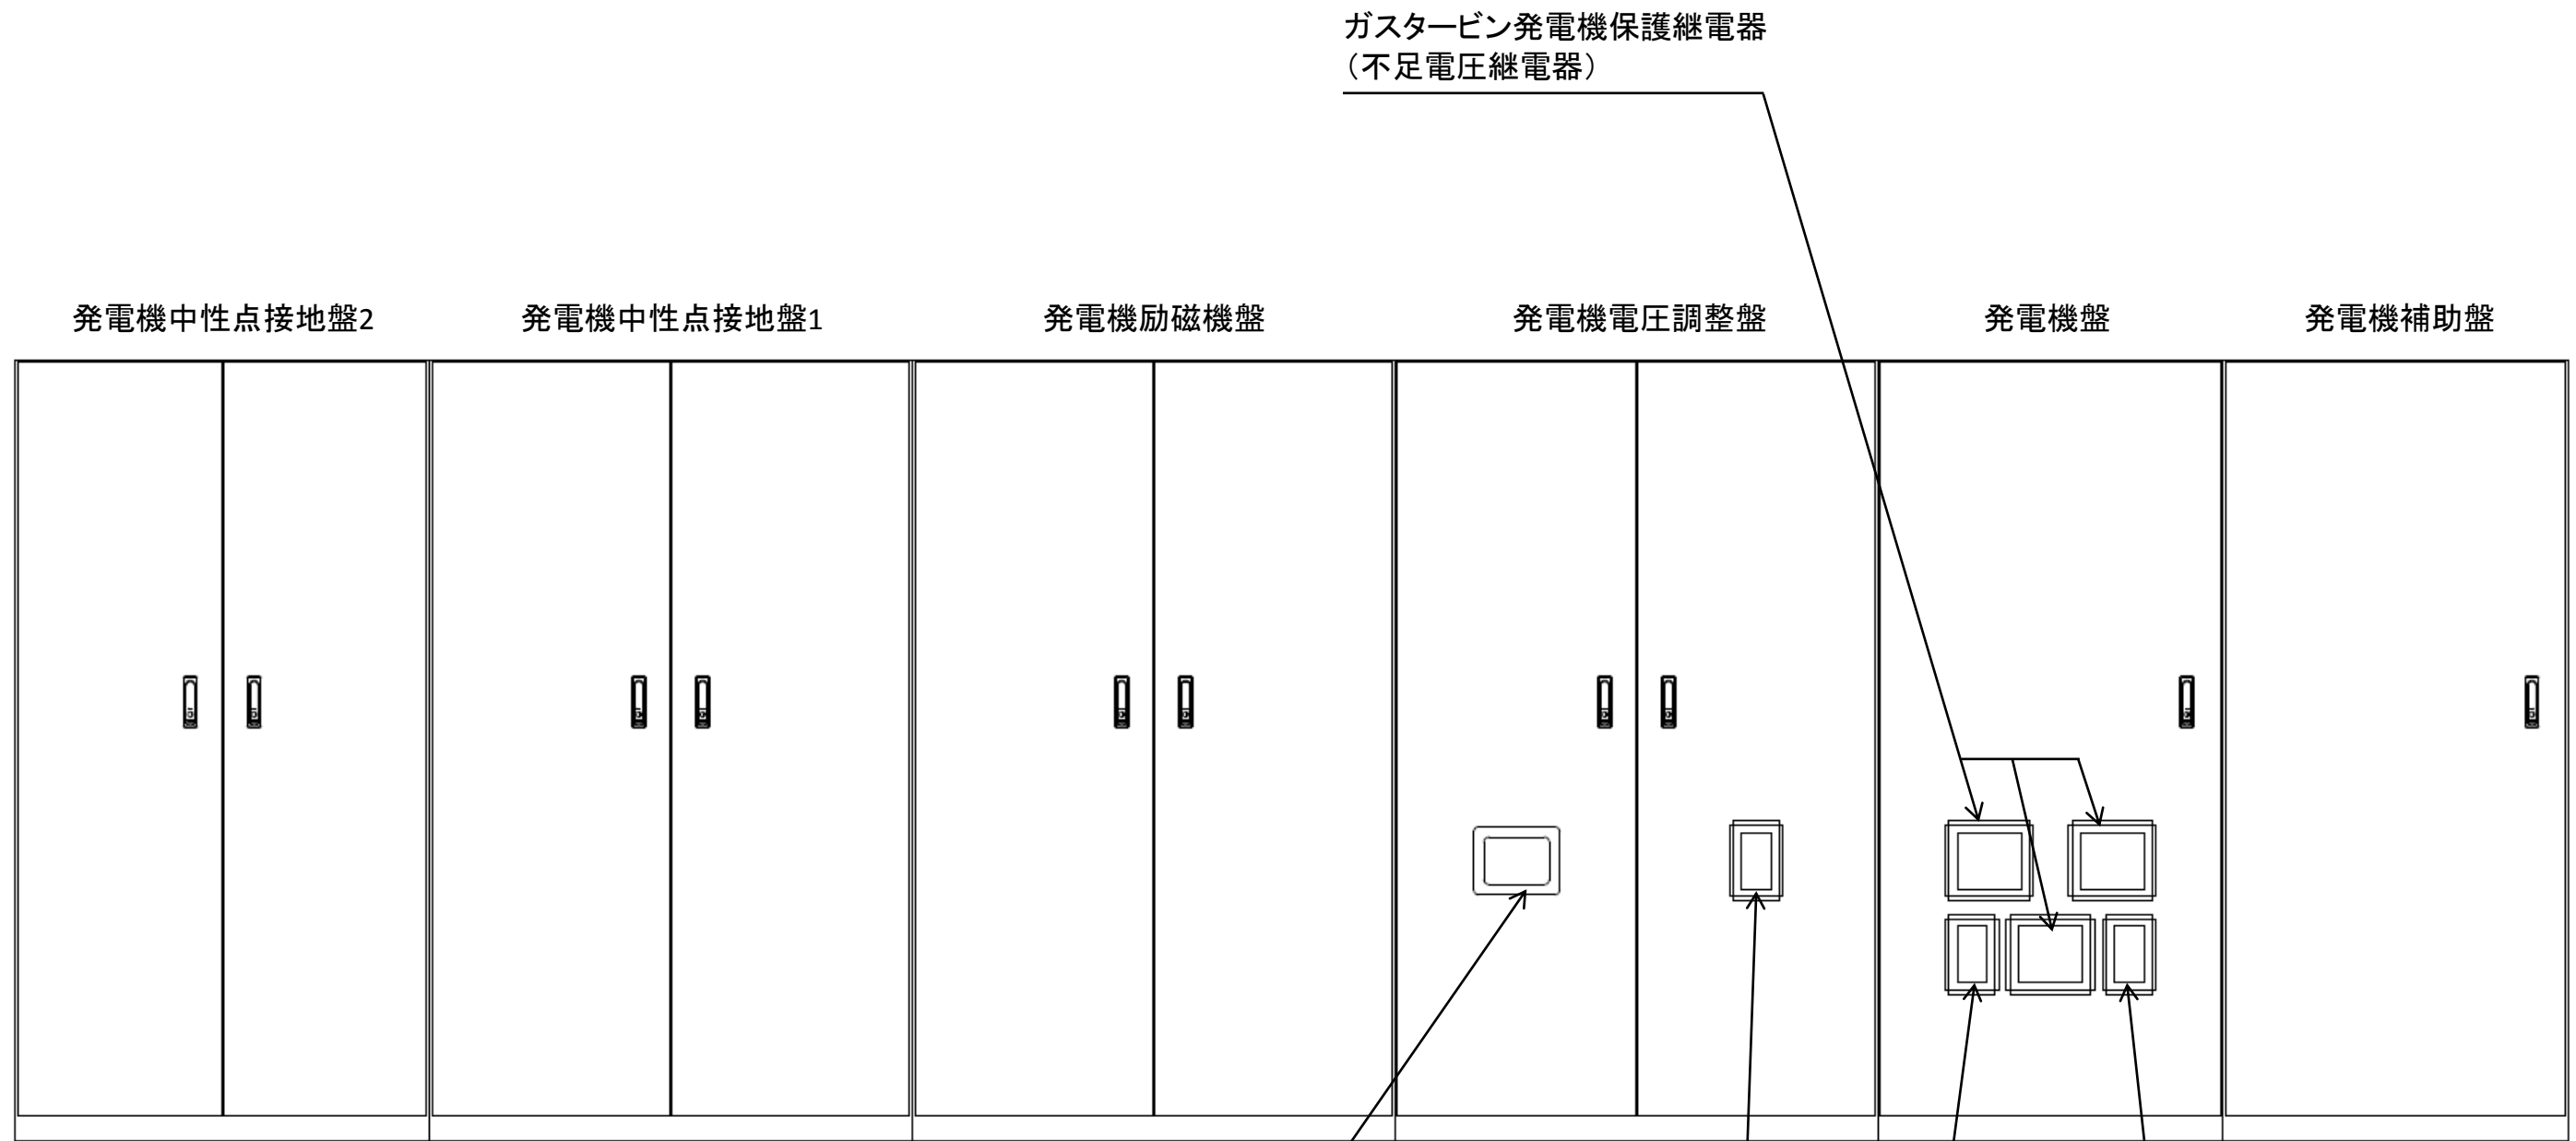 ガスタービン発電機保護継電器
（不足電圧継電器）
発電機中性点接地盤2
発電機中性点接地盤1
発電機励磁機盤
発電機電圧調整盤
発電機盤
発電機補助盤